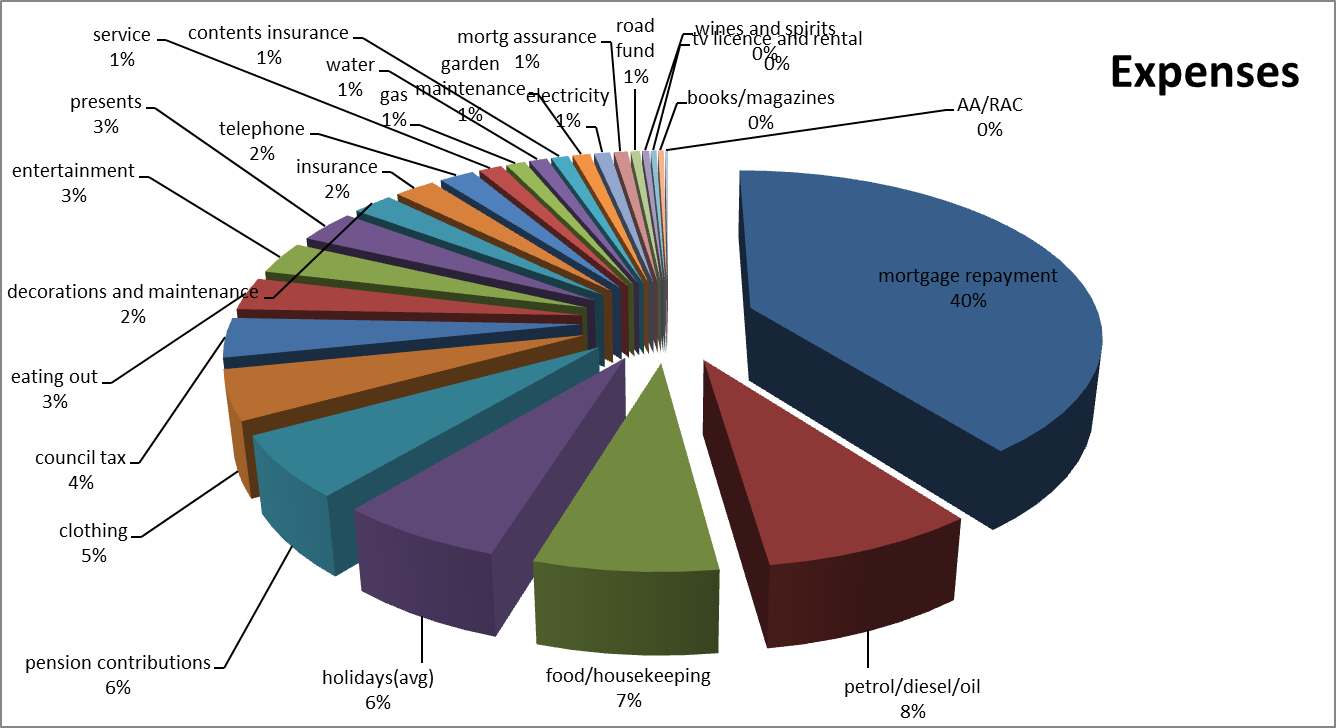 Expenses
road
fund
1%
wines and spirits
0%
tv licence and rental
0%
service
1%
contents insurance
1%
mortg assurance
1%
water
1%
garden
maintenance
1%
gas
1%
electricity
1%
books/magazines
0%
AA/RAC
0%
presents
3%
telephone
2%
insurance
2%
entertainment
3%
decorations and maintenance
2%
eating out
3%
council tax
4%
clothing
5%
pension contributions
6%
holidays(avg)
6%
food/housekeeping
7%
petrol/diesel/oil
8%
mortgage repayment
40%